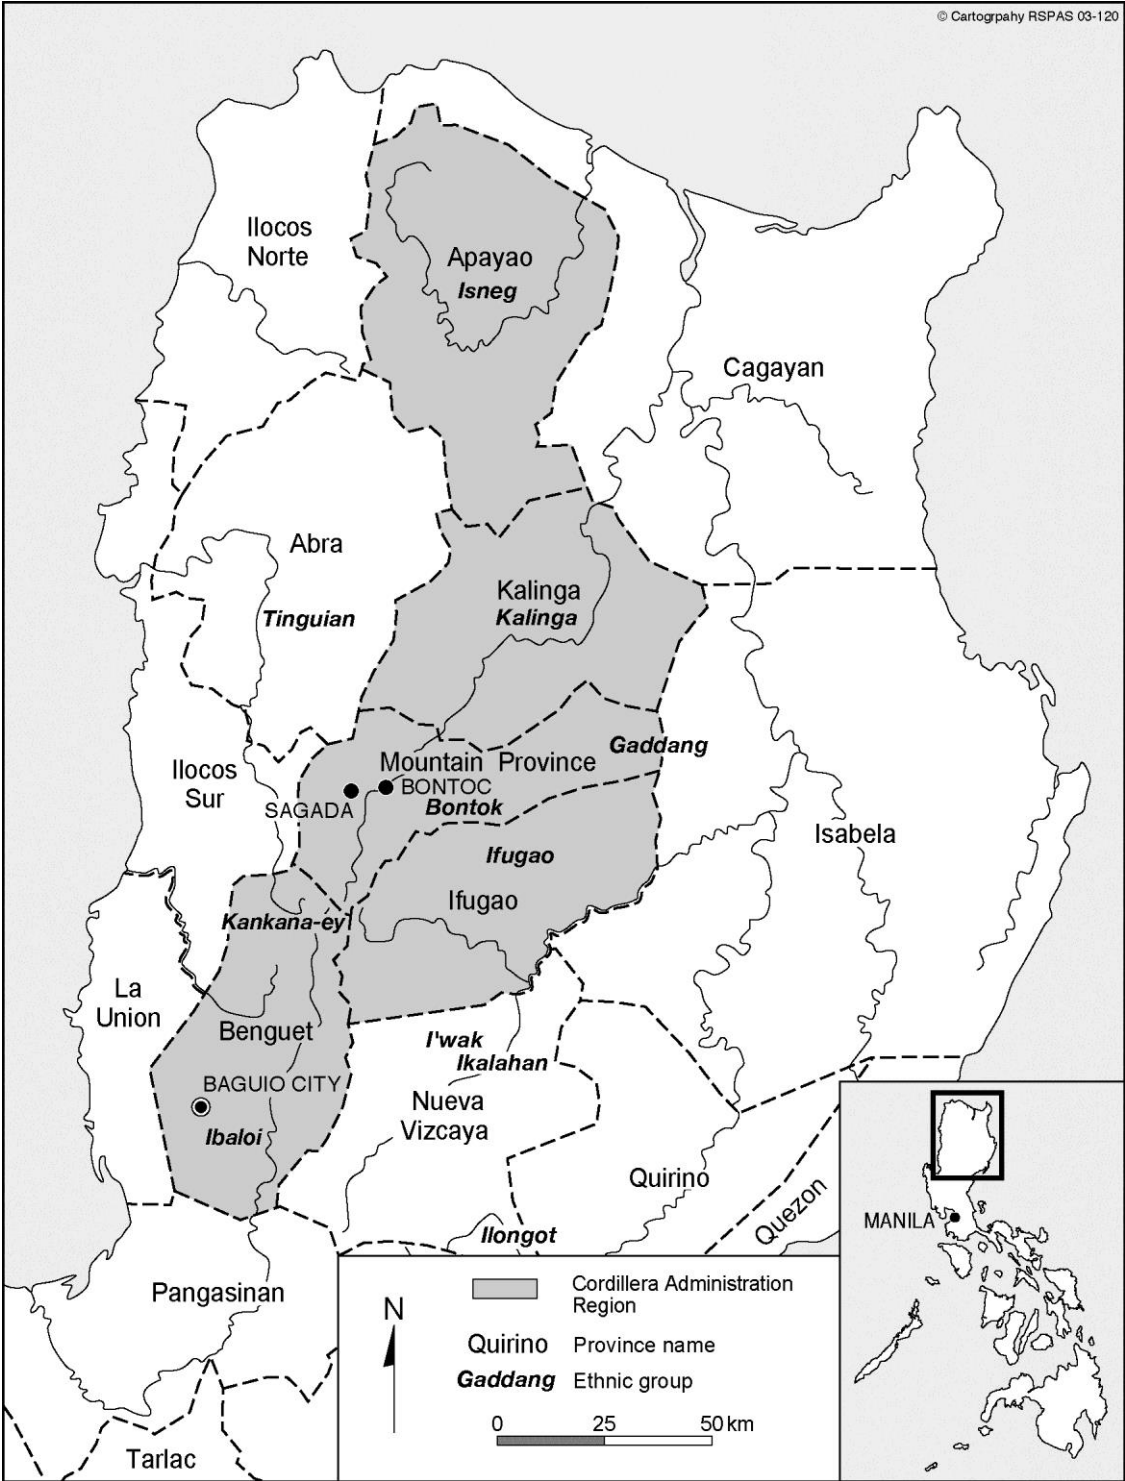 © Cartogrpahy RSPAS 03-120
Ilocos
Norte
Apayao
Isneg
Cagayan
Abra
Tinguian
Kalinga
Kalinga
Gaddang
Mountain Province
BONTOC
SAGADA
Bontok
Ilocos
Sur
Isabela
Ifugao
Ifugao
Kankana-ey
La
Union
Benguet
I'wak
Ikalahan
BAGUIO CITY
Nueva
Vizcaya
Ibaloi
Quirino
Quezon
Ilongot
MANILA
Pangasinan
Tarlac
N
Cordillera Administration
Region
Quirino Province name
Gaddang Ethnic group
0 25 50 km